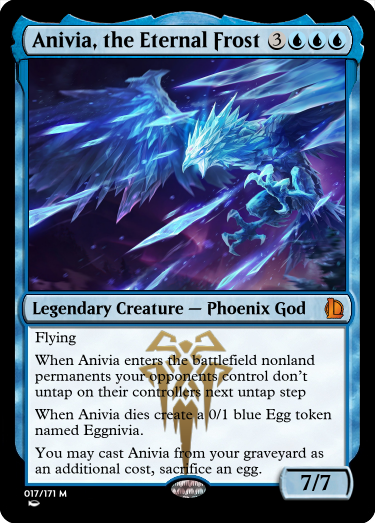 Anivia, the Eternal Frost 3
Legendary Creature — Phoenix God
Flying
When Anivia enters the battlefield nonland
permanents your opponents control don't
untap on their controllers next untap step
When Anivia dies create a 0/1 blue Egg token
named Eggnivia.
You may cast Anivia from your graveyard as
an additional cost, sacrifice an egg.
7/7
017/171 M